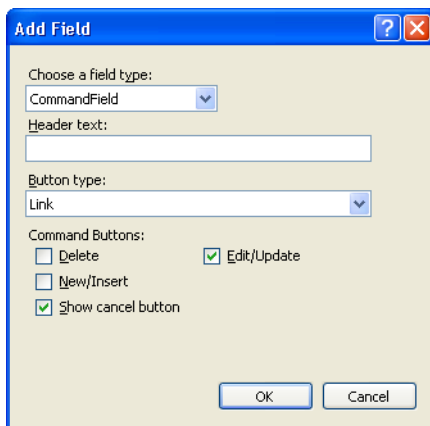 Add Field
Choose a field type:
CommandField
Header text:
Button type:
Link
Command Buttons:
Delete Edit/Update
New/Insert
Show cancel button
OK Cancel